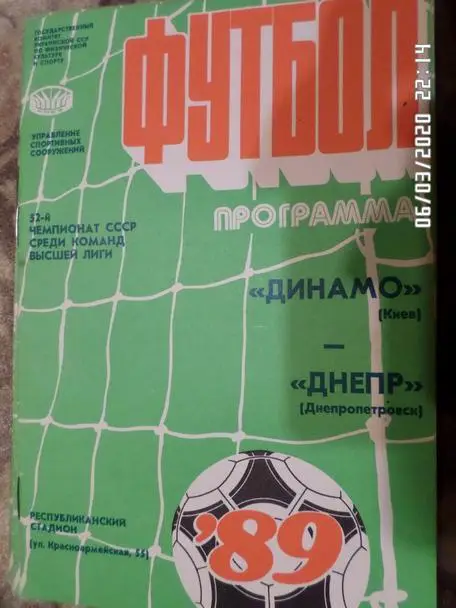 ГОСУДАРСТВЕННЫЙ
КОМИТЕТ
УКРАИНСКОЙ ССР
ПО ФИЗИЧЕСКОЙ
КУЛЬТУРЕ
И СПОРТУ
ФУТБОЛ
УПРАВЛЕНИЕ
СПОРТИВНЫХ
СООРУЖЕНИЙ
ПРОГРАММА
52-й
ЧЕМПИОНАТ СССР
СРЕДИ КОМАНД
ВЫСШЕЙ ЛИГИ
«ДИНАМО»
(Киев)
—
«ДНЕПР»
(Днепропетровск)
РЕСПУБЛИКАНСКИЙ
СТАДИОН
(ул. Красноармейская, 55)
'89
06/03/2020 22:14